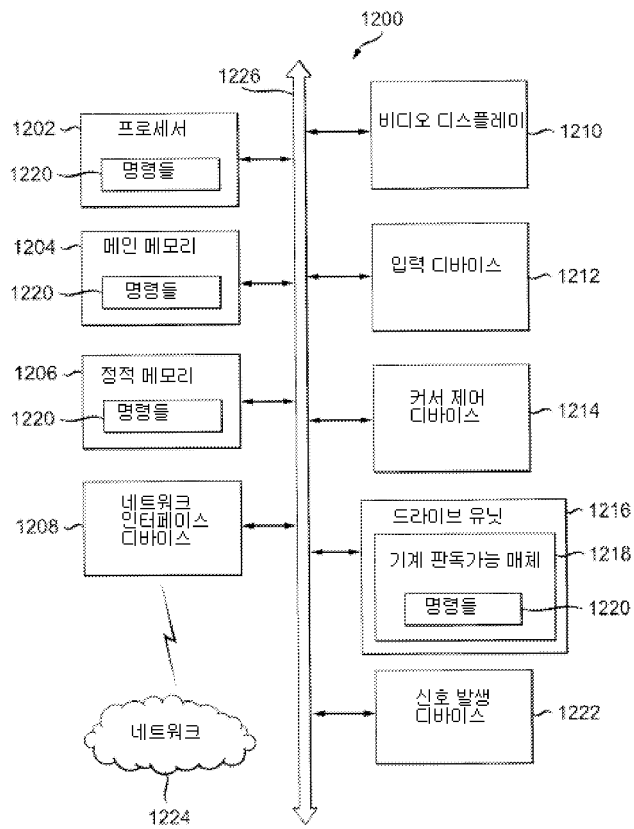 1200
1226
1202
프로세서
1220
명령들
비디오 디스플레이
1210
1204
메인 메모리
1220
명령들
입력 디바이스
1212
1206
정적 메모리
1220
명령들
커서 제어
디바이스
1214
1208
네트워크
인터페이스
디바이스
드라이브 유닛
1216
기계 판독가능 매체
1218
명령들
1220
네트워크
1224
신호 발생
디바이스
1222